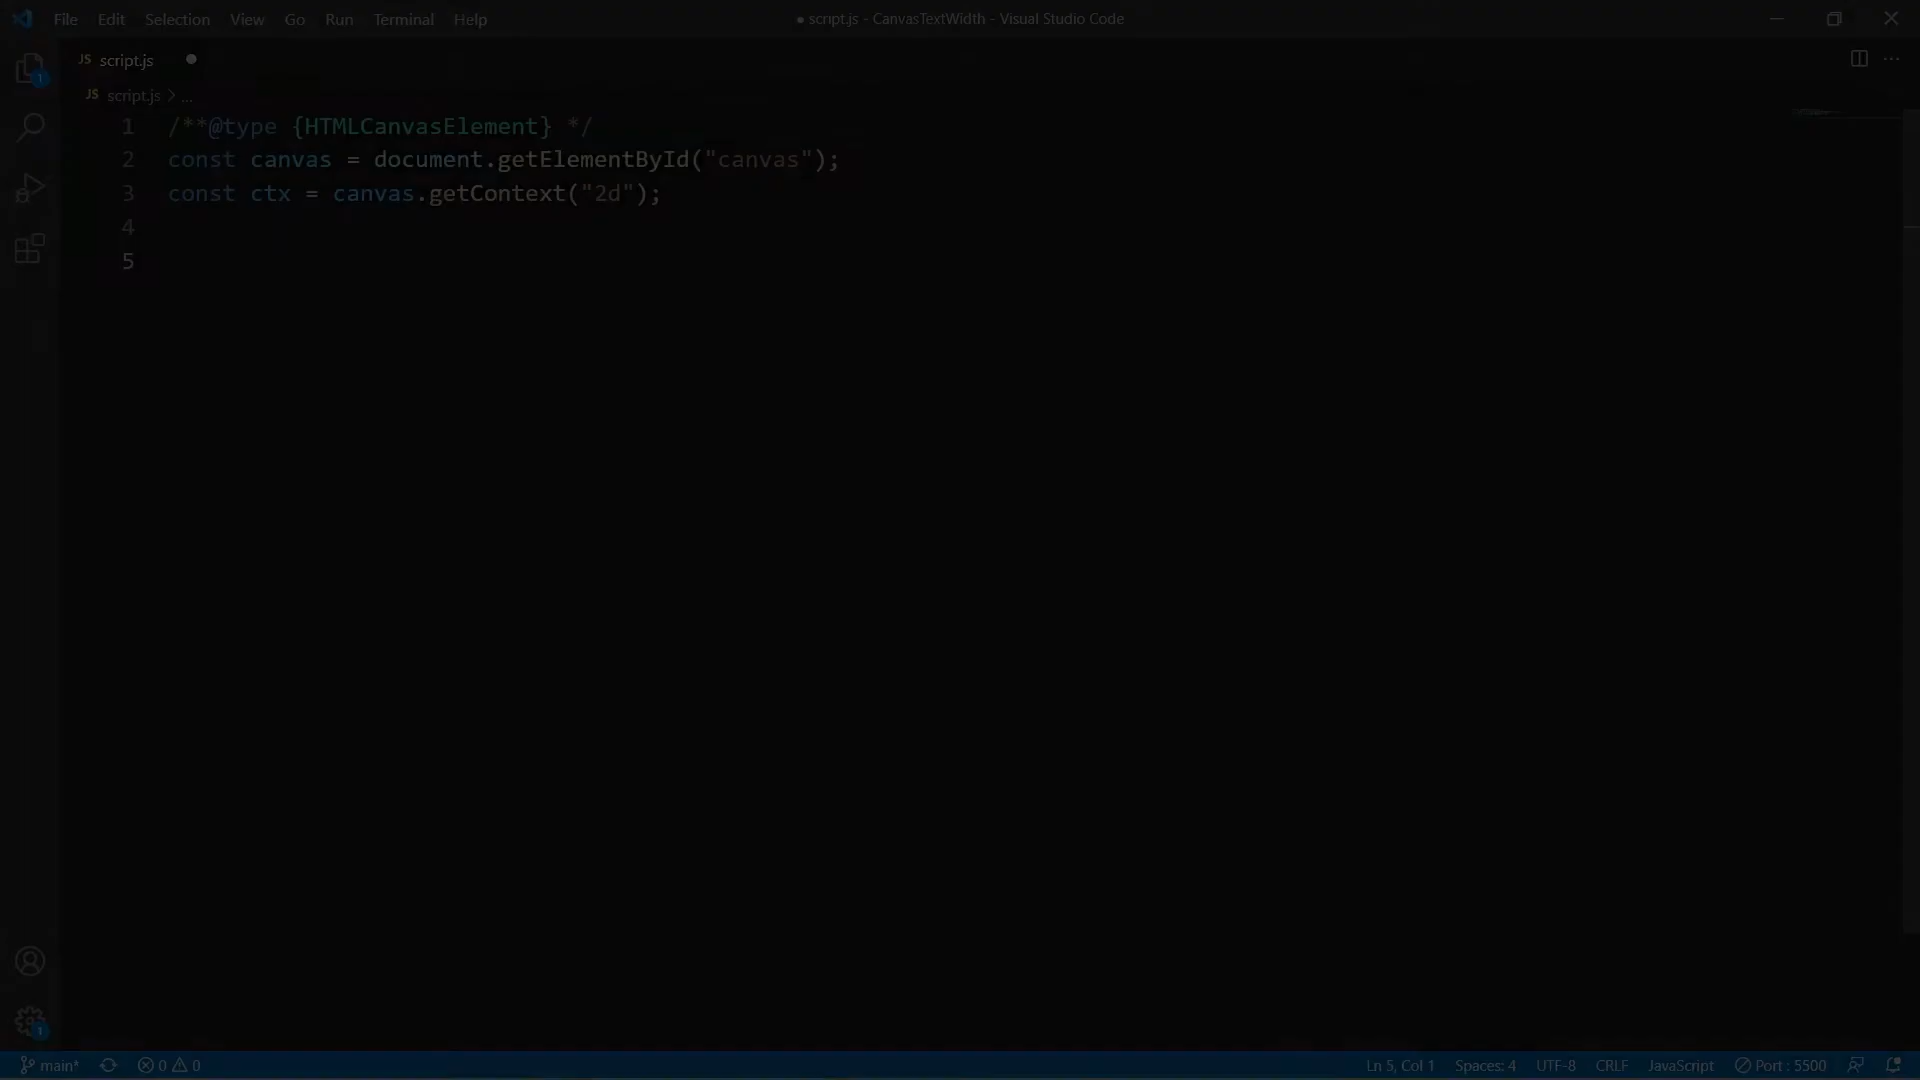 File Edit Selection View Go Run Terminal Help
● script.js - CanvasTextWidth - Visual Studio Code
JS script.js ●
1
JS script.js > ...
1 /**@type {HTMLCanvasElement} */
2 const canvas = document.getElementById("canvas");
3 const ctx = canvas.getContext("2d");
4
5
1
main* 0 0 Ln 5, Col 1 Spaces: 4 UTF-8 CRLF JavaScript Port : 5500